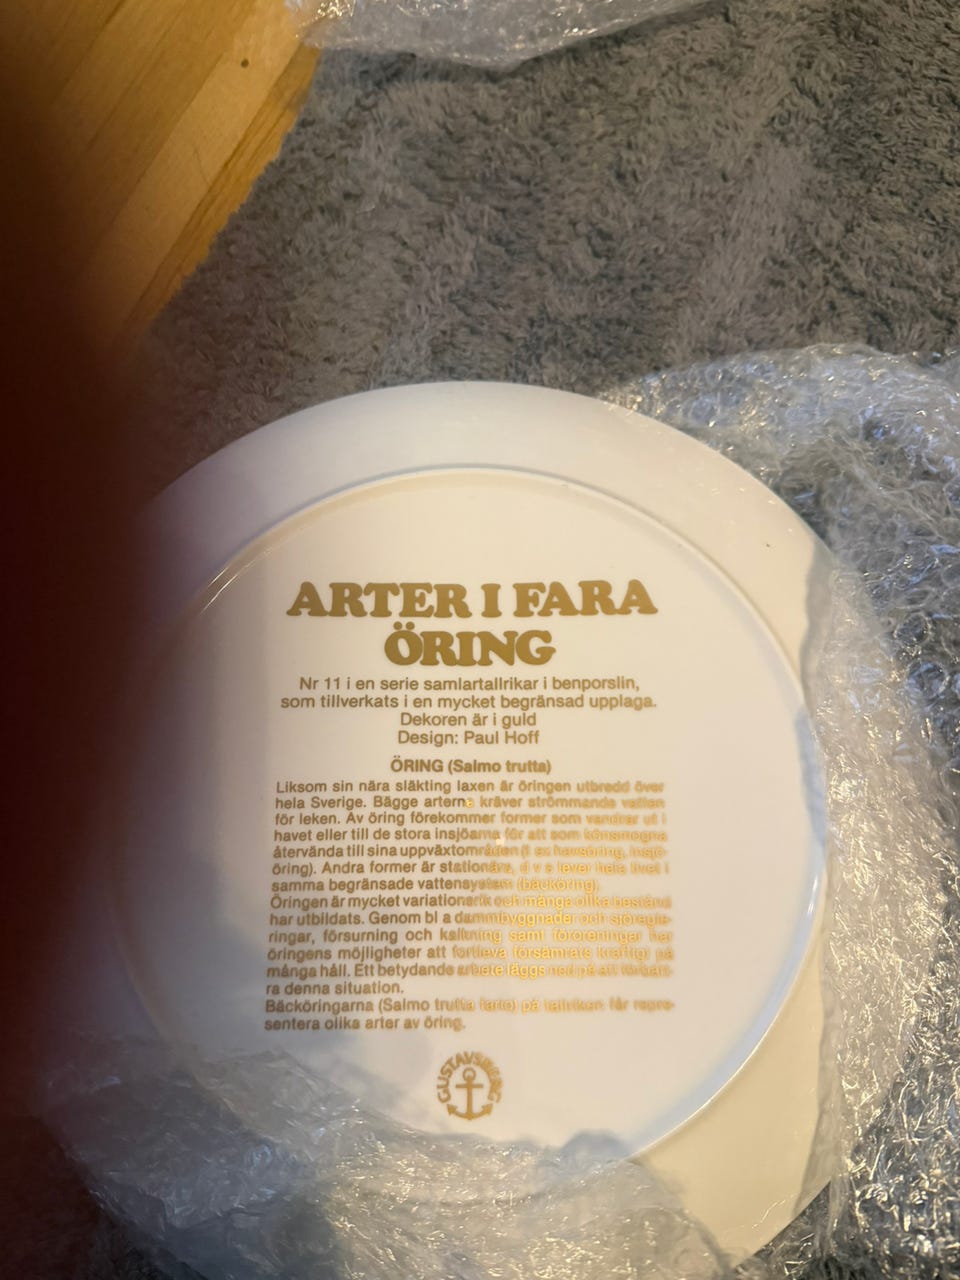 ARTER I FARA
ÖRING
Nr 11 i en serie samlartallrikar i benporslin,
som tillverkats i en mycket begränsad upplaga.
Dekoren är i guld
Design: Paul Hoff
ÖRING (Salmo trutta)
Liksom sin nära släkting laxen är öringen utbredd över
hela Sverige. Bägge arterna kräver strömmande vatten
för leken. Av öring förekommer former som vandrar ut i
havet eller till de stora insjöarna för att som könsmogna
återvända till sina uppväxtområden (t ex havsöring, insjö-
öring). Andra former är stationära, d v s lever hela livet i
samma begränsade vattensystem (bäcköring).
Öringen är mycket variationsrik och många olika bestånd
har utbildats. Genom bl a dammbyggnader och sjöregle-
ringar, försurning och kalkning samt föroreningar har
öringens möjligheter att fortleva försämrats kraftigt på
många håll. Ett betydande arbete läggs ned på att förbätt-
ra denna situation.
Bäcköringarna (Salmo trutta fario) på tallriken får repre-
sentera olika arter av öring.
GUSTAVSBERG